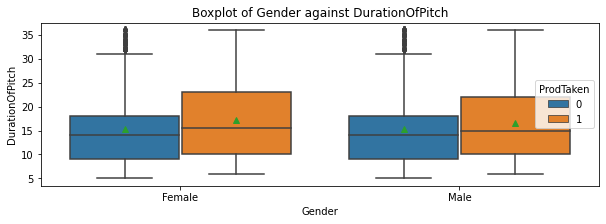 Boxplot of Gender against DurationOfPitch
DurationOfPitch
35
30
25
20
15
10
5
ProdTaken
0
1
Female
Male
Gender